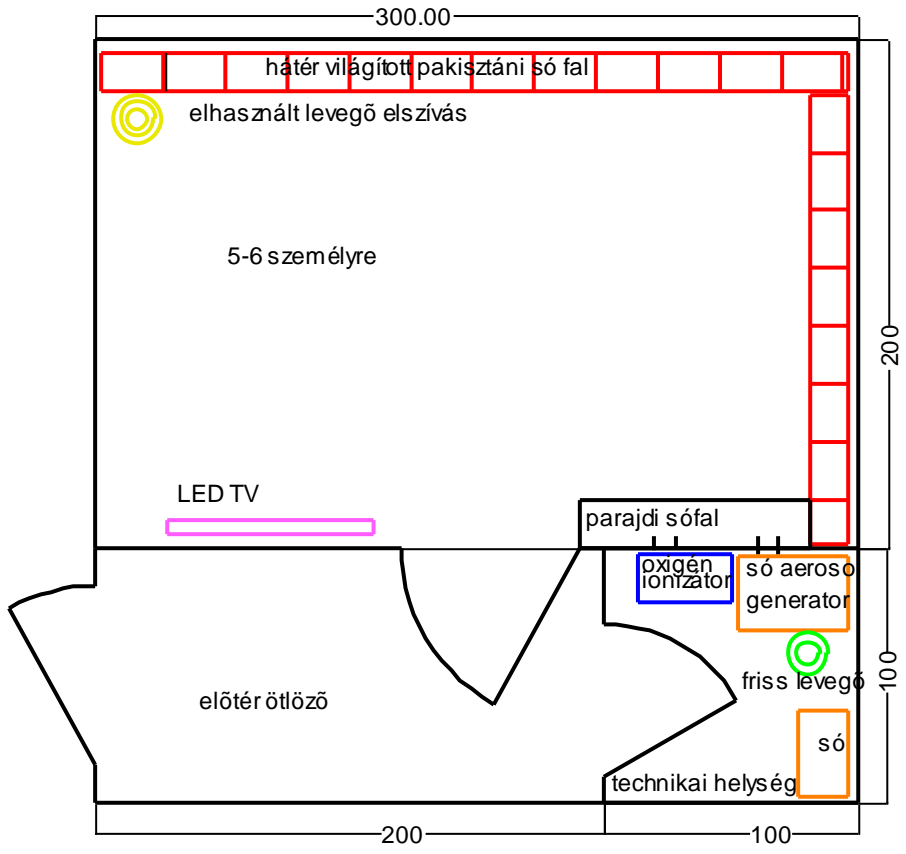 300.00
hátér világított pakisztáni só fal
elhasznált levegõ elszívás
5-6 személyre
200
LED TV
parajdi sófal
oxigén
ionizátor
só aeroso
generator
100
friss levegõ
elõtér ötlözõ
só
technikai helység
200
100